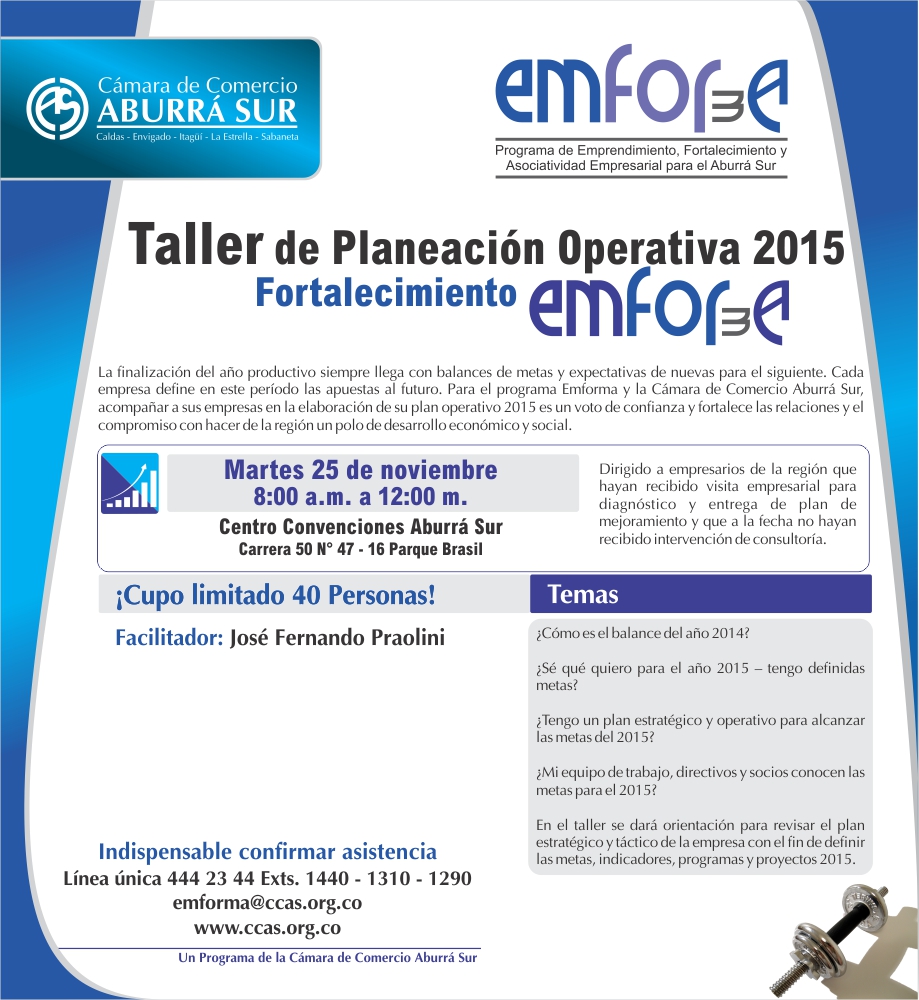 Cámara de Comercio
ABURRÁ SUR
Caldas - Envigado - Itagüí - La Estrella - Sabaneta
emforma
Programa de Emprendimiento, Fortalecimiento y
Asociatividad Empresarial para el Aburrá Sur
Taller de Planeación Operativa 2015
Fortalecimiento emforma
La finalización del año productivo siempre llega con balances de metas y expectativas de nuevas para el siguiente. Cada
empresa define en este período las apuestas al futuro. Para el programa Emforma y la Cámara de Comercio Aburrá Sur,
acompañar a sus empresas en la elaboración de su plan operativo 2015 es un voto de confianza y fortalece las relaciones y el
compromiso con hacer de la región un polo de desarrollo económico y social.
Martes 25 de noviembre
8:00 a.m. a 12:00 m.
Centro Convenciones Aburrá Sur
Carrera 50 N° 47 - 16 Parque Brasil
Dirigido a empresarios de la región que
hayan recibido visita empresarial para
diagnóstico y entrega de plan de
mejoramiento y que a la fecha no hayan
recibido intervención de consultoría.
¡Cupo limitado 40 Personas!
Facilitador: José Fernando Praolini
Temas
¿Cómo es el balance del año 2014?
¿Sé qué quiero para el año 2015 – tengo definidas
metas?
¿Tengo un plan estratégico y operativo para alcanzar
las metas del 2015?
¿Mi equipo de trabajo, directivos y socios conocen las
metas para el 2015?
En el taller se dará orientación para revisar el plan
estratégico y táctico de la empresa con el fin de definir
las metas, indicadores, programas y proyectos 2015.
Indispensable confirmar asistencia
Línea única 444 23 44 Exts. 1440 - 1310 - 1290
emforma@ccas.org.co
www.ccas.org.co
Un Programa de la Cámara de Comercio Aburrá Sur